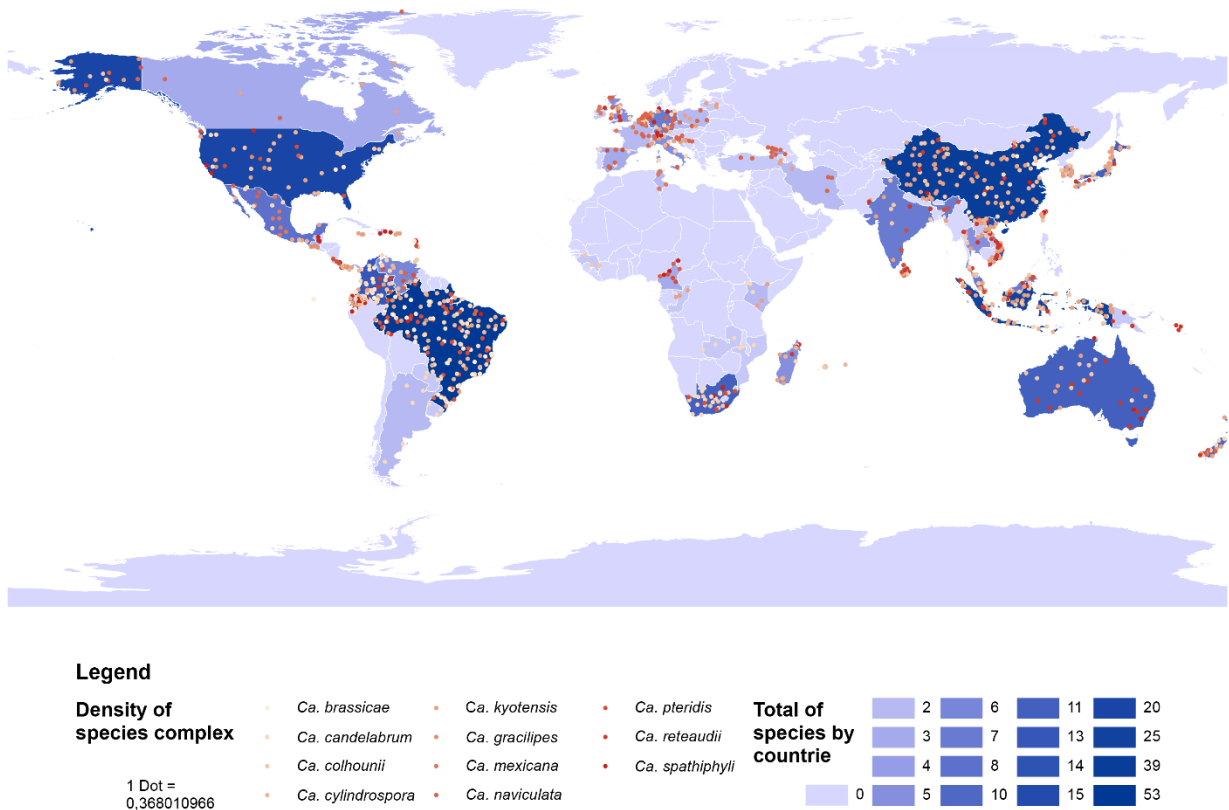 Legend
Density of
species complex
1 Dot =
0,368010966
Ca. brassicae
Ca. candelabrum
Ca. colhounii
Ca. cylindrospora
Ca. kyotensis
Ca. gracilipes
Ca. mexicana
Ca. naviculata
Ca. pteridis
Ca. reteaudii
Ca. spathiphyli
Total of
species by
countrie
0
2
3
4
5
6
7
8
10
11
13
14
15
20
25
39
53